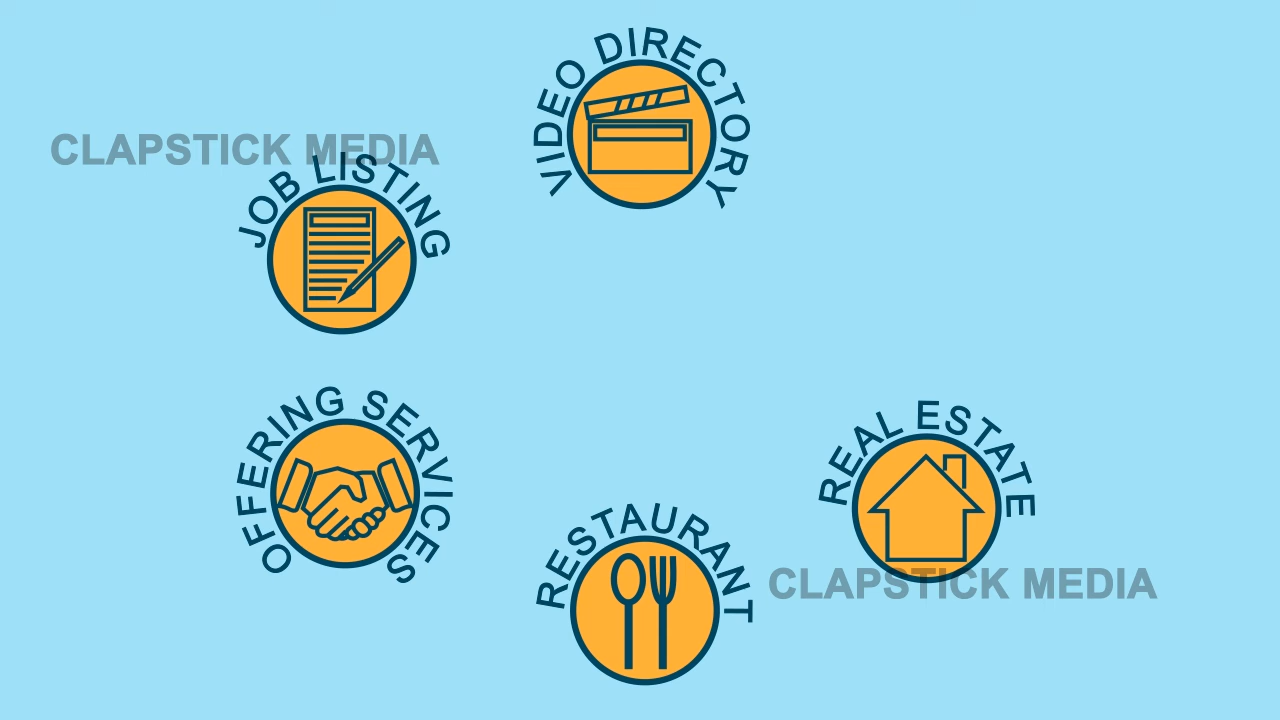 VIDEO DIRECTORY
CLAPSTICK MEDIA
JOB LISTING
OFFERING SERVICES
REAL ESTATE
RESTAURANT
CLAPSTICK MEDIA